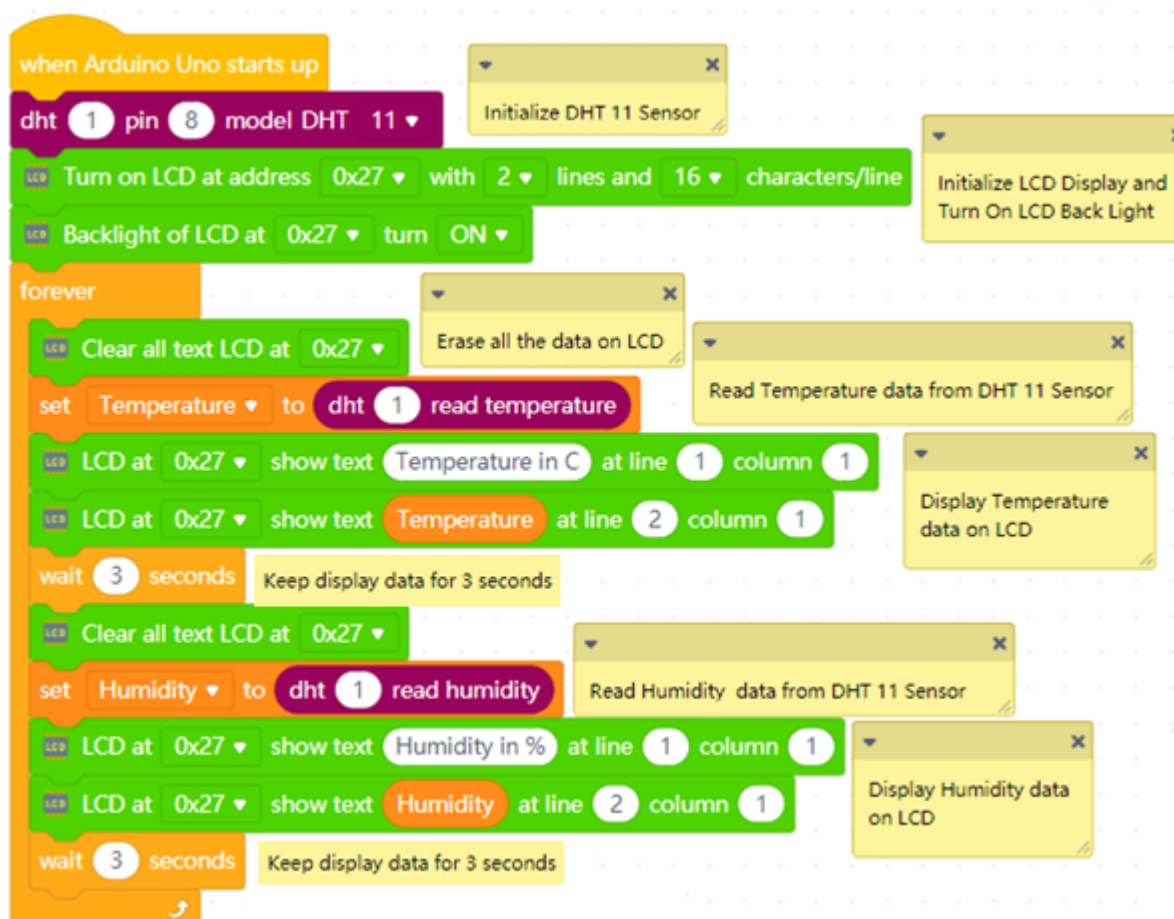 when Arduino Uno starts up
Initialize DHT 11 Sensor
dht 1 pin 8 model DHT 11
Turn on LCD at address 0x27 with 2 lines and 16 characters/line
Initialize LCD Display and
Turn On LCD Back Light
Backlight of LCD at 0x27 turn ON
forever
Clear all text LCD at 0x27
Erase all the data on LCD
set Temperature to dht 1 read temperature
Read Temperature data from DHT 11 Sensor
LCD at 0x27 show text Temperature in C at line 1 column 1
LCD at 0x27 show text Temperature at line 2 column 1
Display Temperature
data on LCD
wait 3 seconds
Keep display data for 3 seconds
Clear all text LCD at 0x27
set Humidity to dht 1 read humidity
Read Humidity data from DHT 11 Sensor
LCD at 0x27 show text Humidity in % at line 1 column 1
LCD at 0x27 show text Humidity at line 2 column 1
Display Humidity data
on LCD
wait 3 seconds
Keep display data for 3 seconds